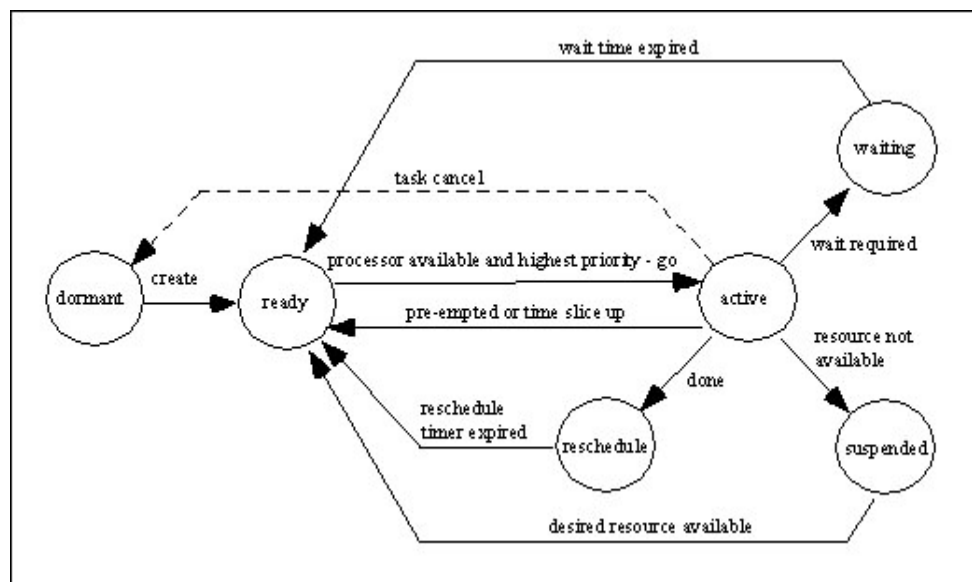 wait time expired
waiting
task cancel
wait required
processor available and highest priority - go
dormant
create
ready
active
pre-empted or time slice up
resource not
available
done
reschedule
timer expired
reschedule
suspended
desired resource available